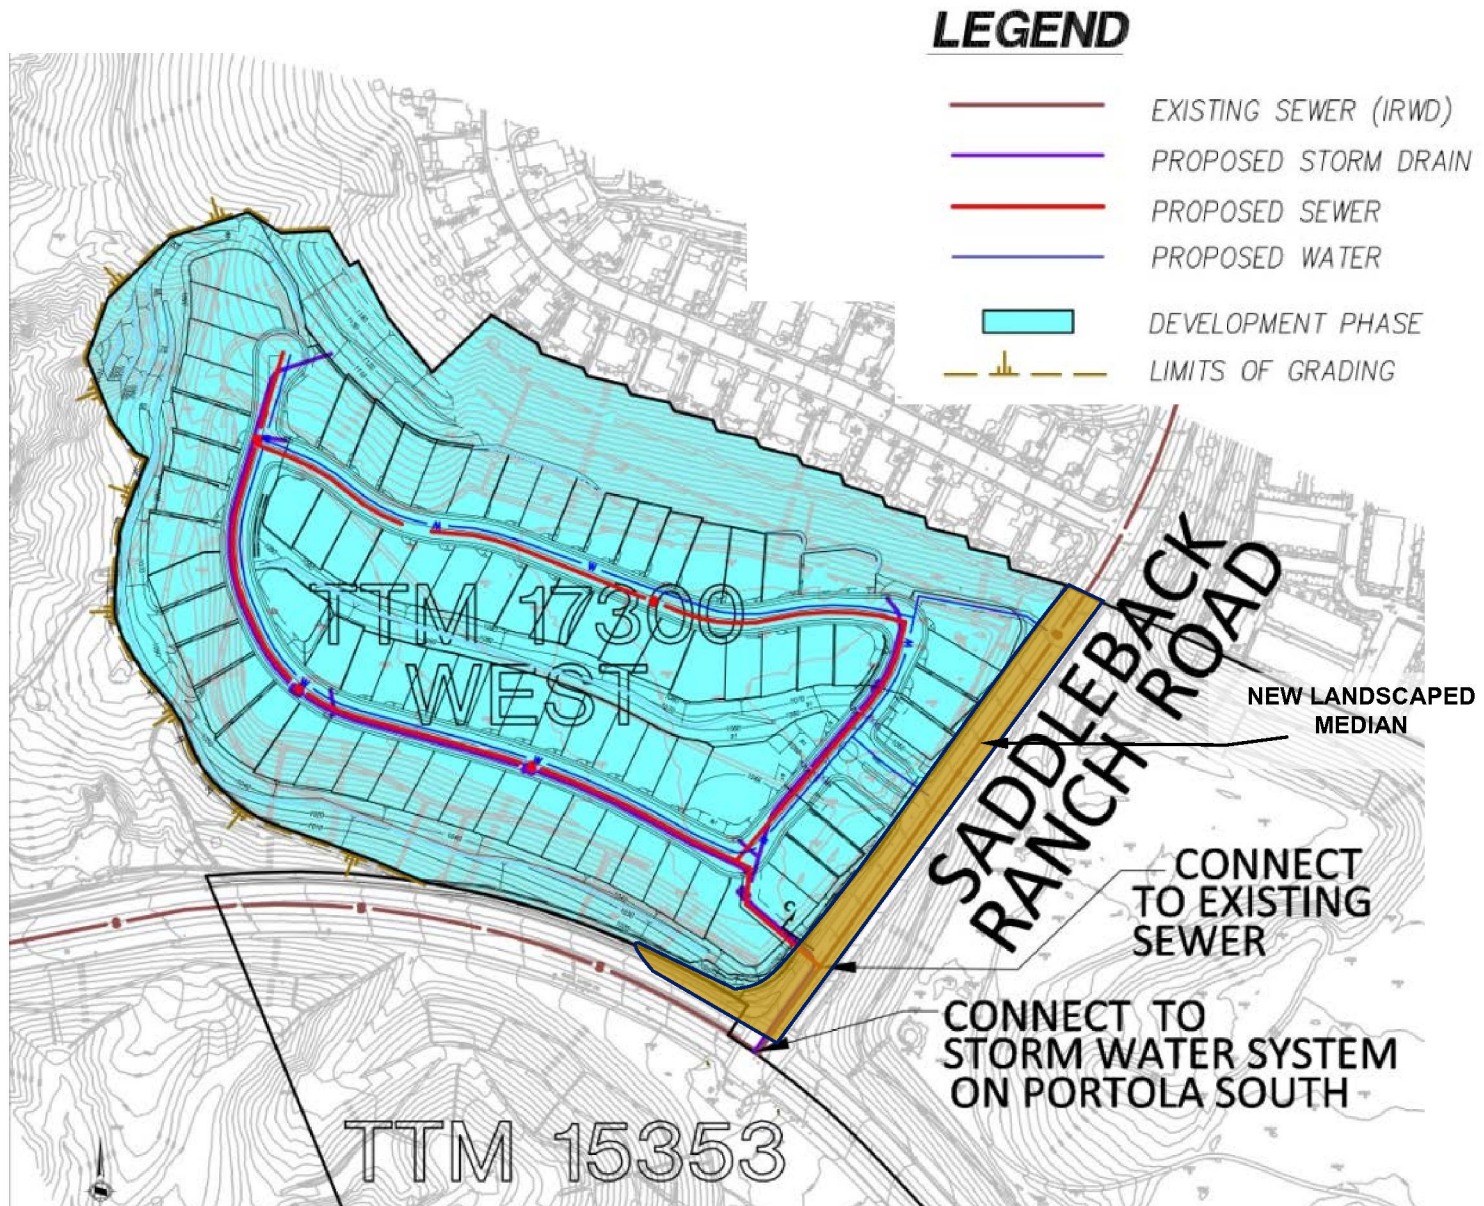 LEGEND
EXISTING SEWER (IRWD)
PROPOSED STORM DRAIN
PROPOSED SEWER
PROPOSED WATER
DEVELOPMENT PHASE
LIMITS OF GRADING
TTM 17300
WEST
SADDLEBACK
RANCH ROAD
NEW LANDSCAPED
MEDIAN
CONNECT
TO EXISTING
SEWER
CONNECT TO
STORM WATER SYSTEM
ON PORTOLA SOUTH
TTM 15353